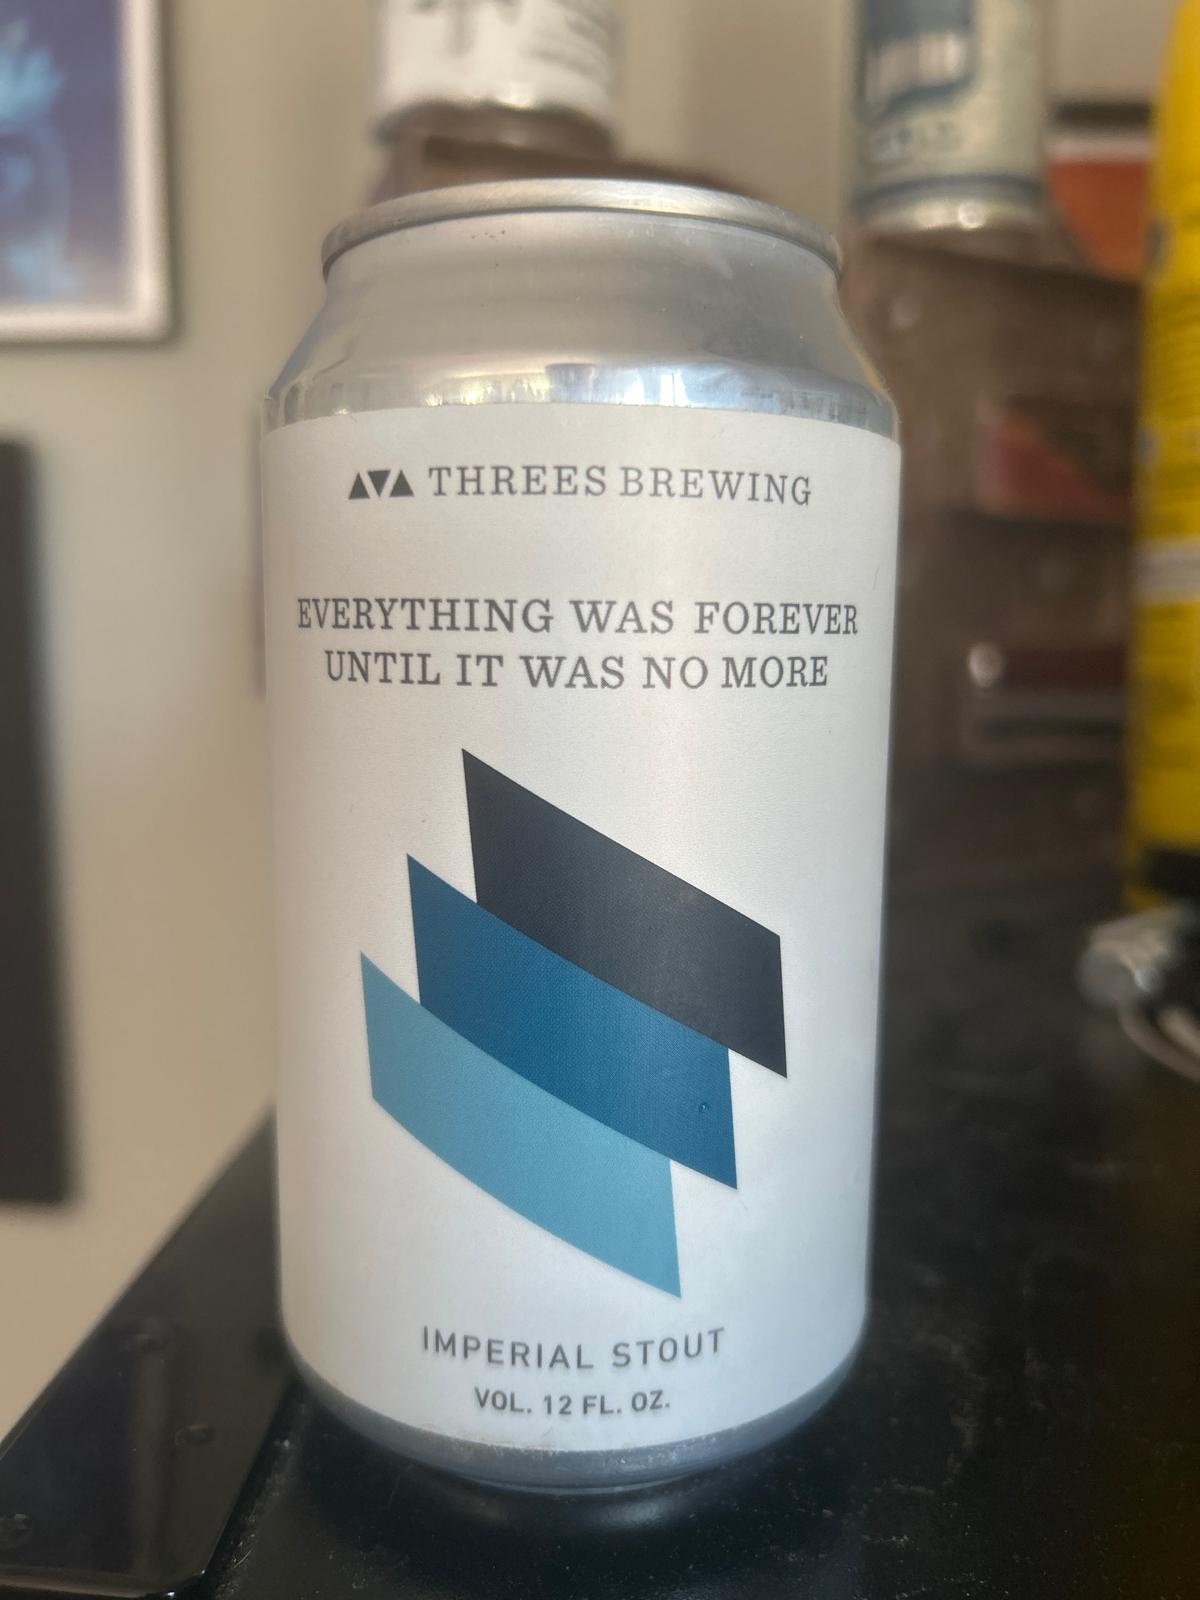 THREES BREWING
EVERYTHING WAS FOREVER
UNTIL IT WAS NO MORE
IMPERIAL STOUT
VOL. 12 FL. OZ.